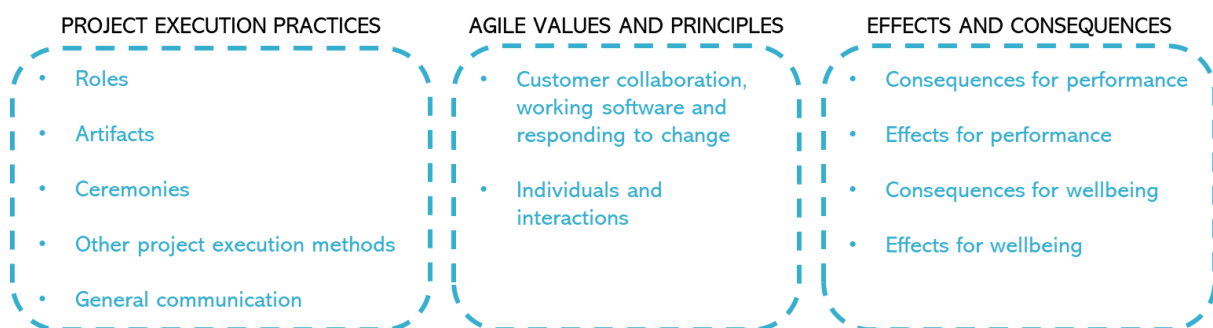 PROJECT EXECUTION PRACTICES
• Roles
• Artifacts
• Ceremonies
• Other project execution methods
• General communication
AGILE VALUES AND PRINCIPLES
• Customer collaboration,
working software and
responding to change
• Individuals and
interactions
EFFECTS AND CONSEQUENCES
• Consequences for performance
• Effects for performance
• Consequences for wellbeing
• Effects for wellbeing